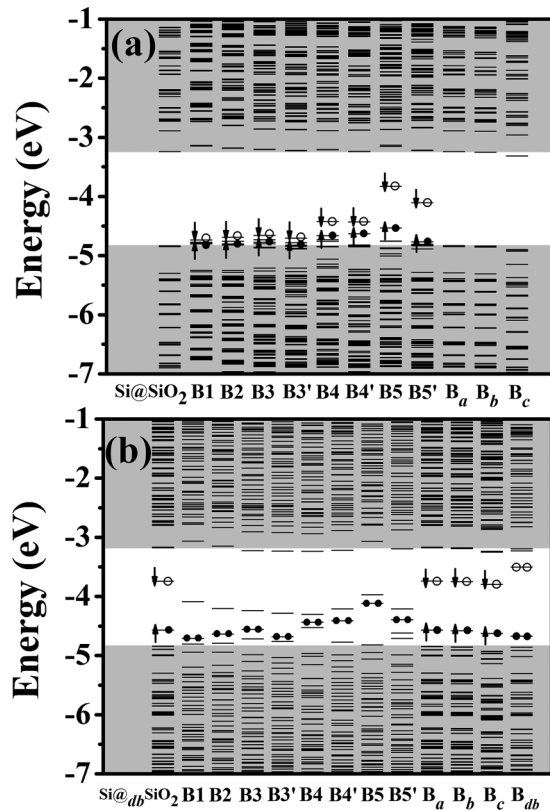 (a)
Energy (eV)
-1
-2
-3
-4
-5
-6
-7
Si@SiO2 B1 B2 B3 B3' B4 B4' B5 B5' Ba Bb Bc
(b)
Energy (eV)
-1
-2
-3
-4
-5
-6
-7
Si@dbSiO2 B1 B2 B3 B3' B4 B4' B5 B5' Ba Bb Bc Bdb